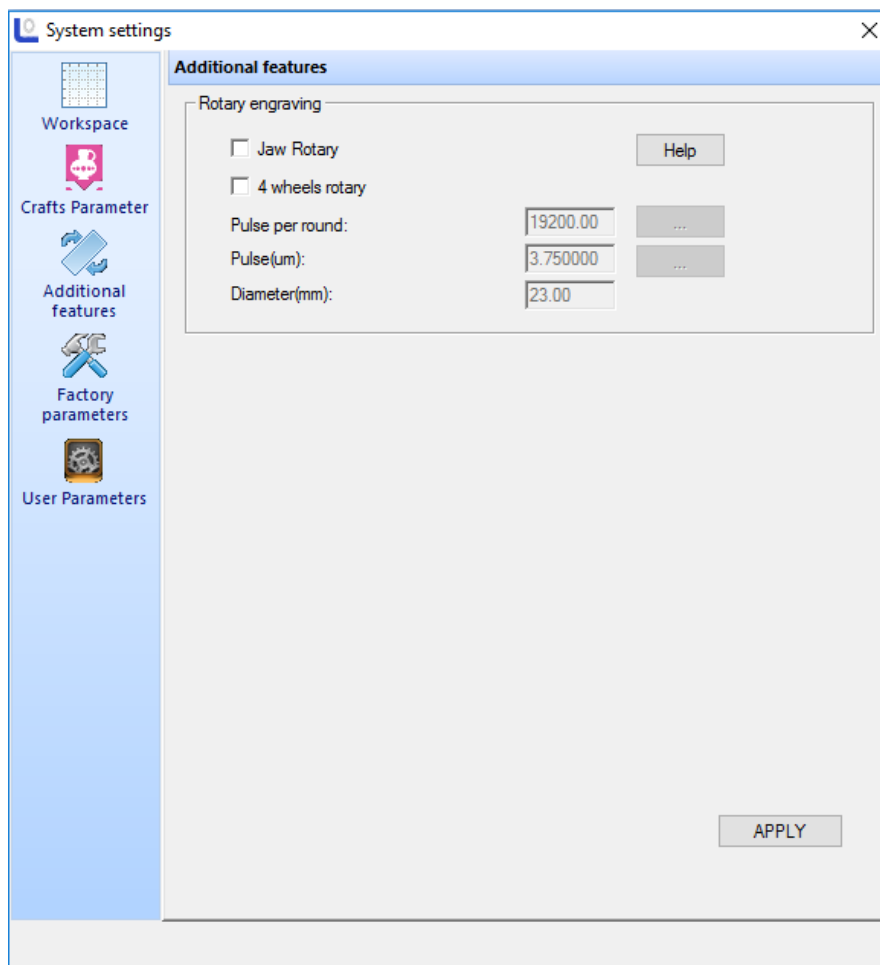 System settings
Workspace
Crafts Parameter
Additional
features
Factory
parameters
User Parameters
Additional features
Rotary engraving
Jaw Rotary
Help
4 wheels rotary
Pulse per round:
19200.00
...
Pulse(um):
3.750000
...
Diameter(mm):
23.00
APPLY